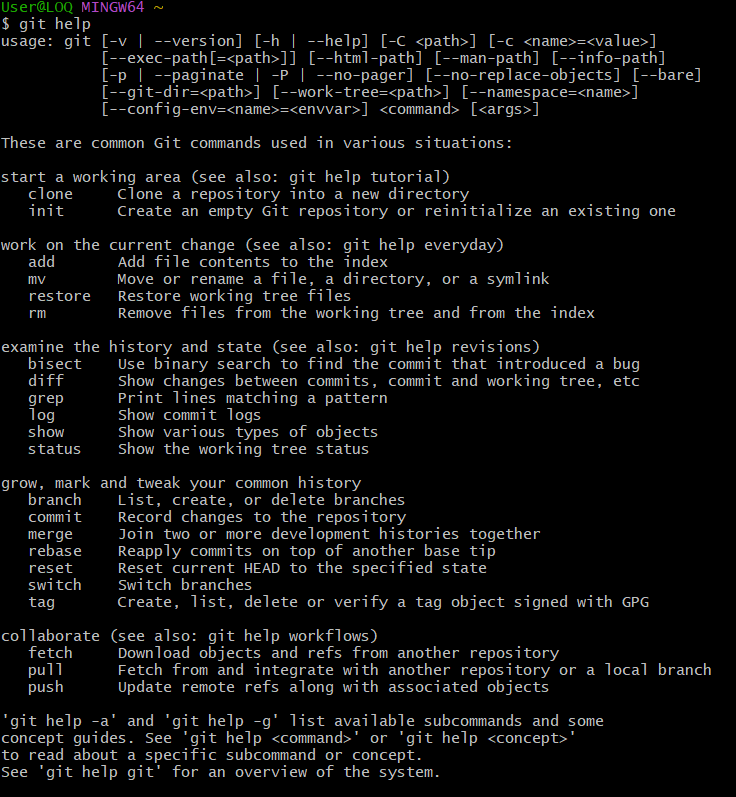 User@LOQ MINGW64 ~
$ git help
usage: git [-v | --version] [-h | --help] [-C <path>] [-c <name>=<value>]
           [--exec-path[=<path>]] [--html-path] [--man-path] [--info-path]
           [-p | --paginate | -P | --no-pager] [--no-replace-objects] [--bare]
           [--git-dir=<path>] [--work-tree=<path>] [--namespace=<name>]
           [--config-env=<name>=<envvar>] <command> [<args>]

These are common Git commands used in various situations:

start a working area (see also: git help tutorial)
   clone     Clone a repository into a new directory
   init      Create an empty Git repository or reinitialize an existing one

work on the current change (see also: git help everyday)
   add       Add file contents to the index
   mv        Move or rename a file, a directory, or a symlink
   restore   Restore working tree files
   rm        Remove files from the working tree and from the index

examine the history and state (see also: git help revisions)
   bisect    Use binary search to find the commit that introduced a bug
   diff      Show changes between commits, commit and working tree, etc
   grep      Print lines matching a pattern
   log       Show commit logs
   show      Show various types of objects
   status    Show the working tree status

grow, mark and tweak your common history
   branch    List, create, or delete branches
   commit    Record changes to the repository
   merge     Join two or more development histories together
   rebase    Reapply commits on top of another base tip
   reset     Reset current HEAD to the specified state
   switch    Switch branches
   tag       Create, list, delete or verify a tag object signed with GPG

collaborate (see also: git help workflows)
   fetch     Download objects and refs from another repository
   pull      Fetch from and integrate with another repository or a local branch
   push      Update remote refs along with associated objects

'git help -a' and 'git help -g' list available subcommands and some
concept guides. See 'git help <command>' or 'git help <concept>'
to read about a specific subcommand or concept.
See 'git help git' for an overview of the system.